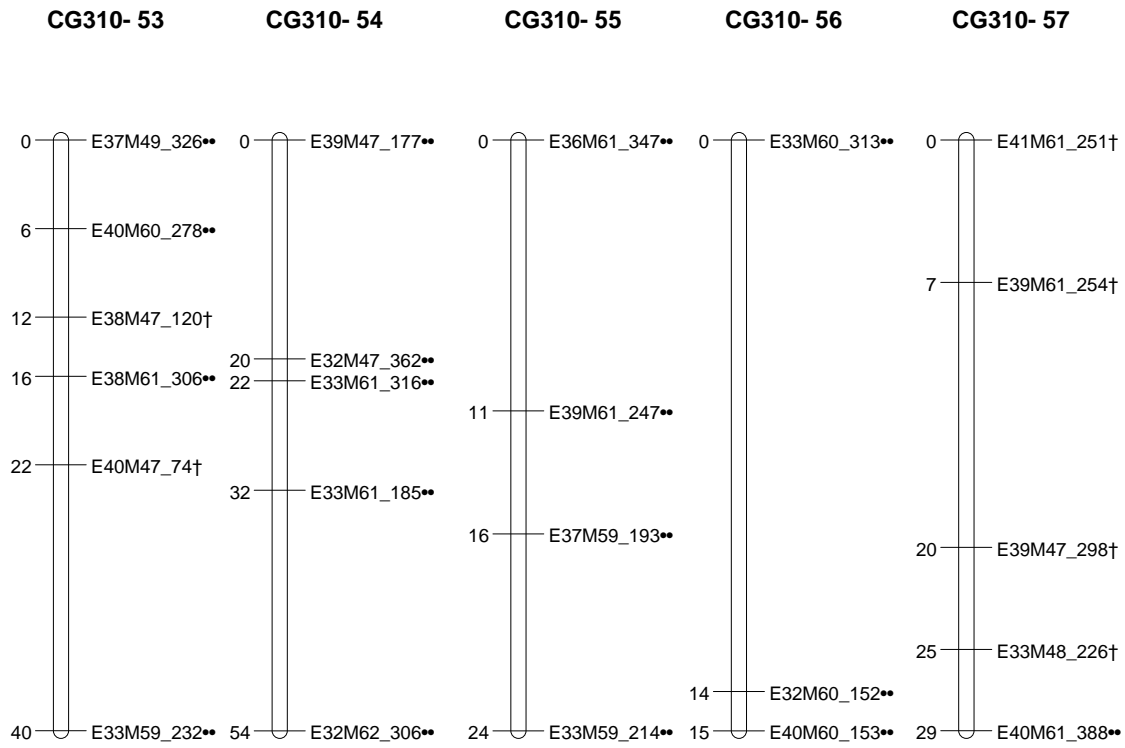 CG310- 53 CG310- 54 CG310- 55 CG310- 56 CG310- 57
0 E37M49_326••
6 E40M60_278••
12 E38M47_120†
16 E38M61_306••
22 E40M47_74†
40 E33M59_232••
0 E39M47_177••
20 E32M47_362••
22 E33M61_316••
32 E33M61_185••
54 E32M62_306••
0 E36M61_347••
11 E39M61_247••
16 E37M59_193••
24 E33M59_214••
0 E33M60_313••
14 E32M60_152••
15 E40M60_153••
0 E41M61_251†
7 E39M61_254†
20 E39M47_298†
25 E33M48_226†
29 E40M61_388••